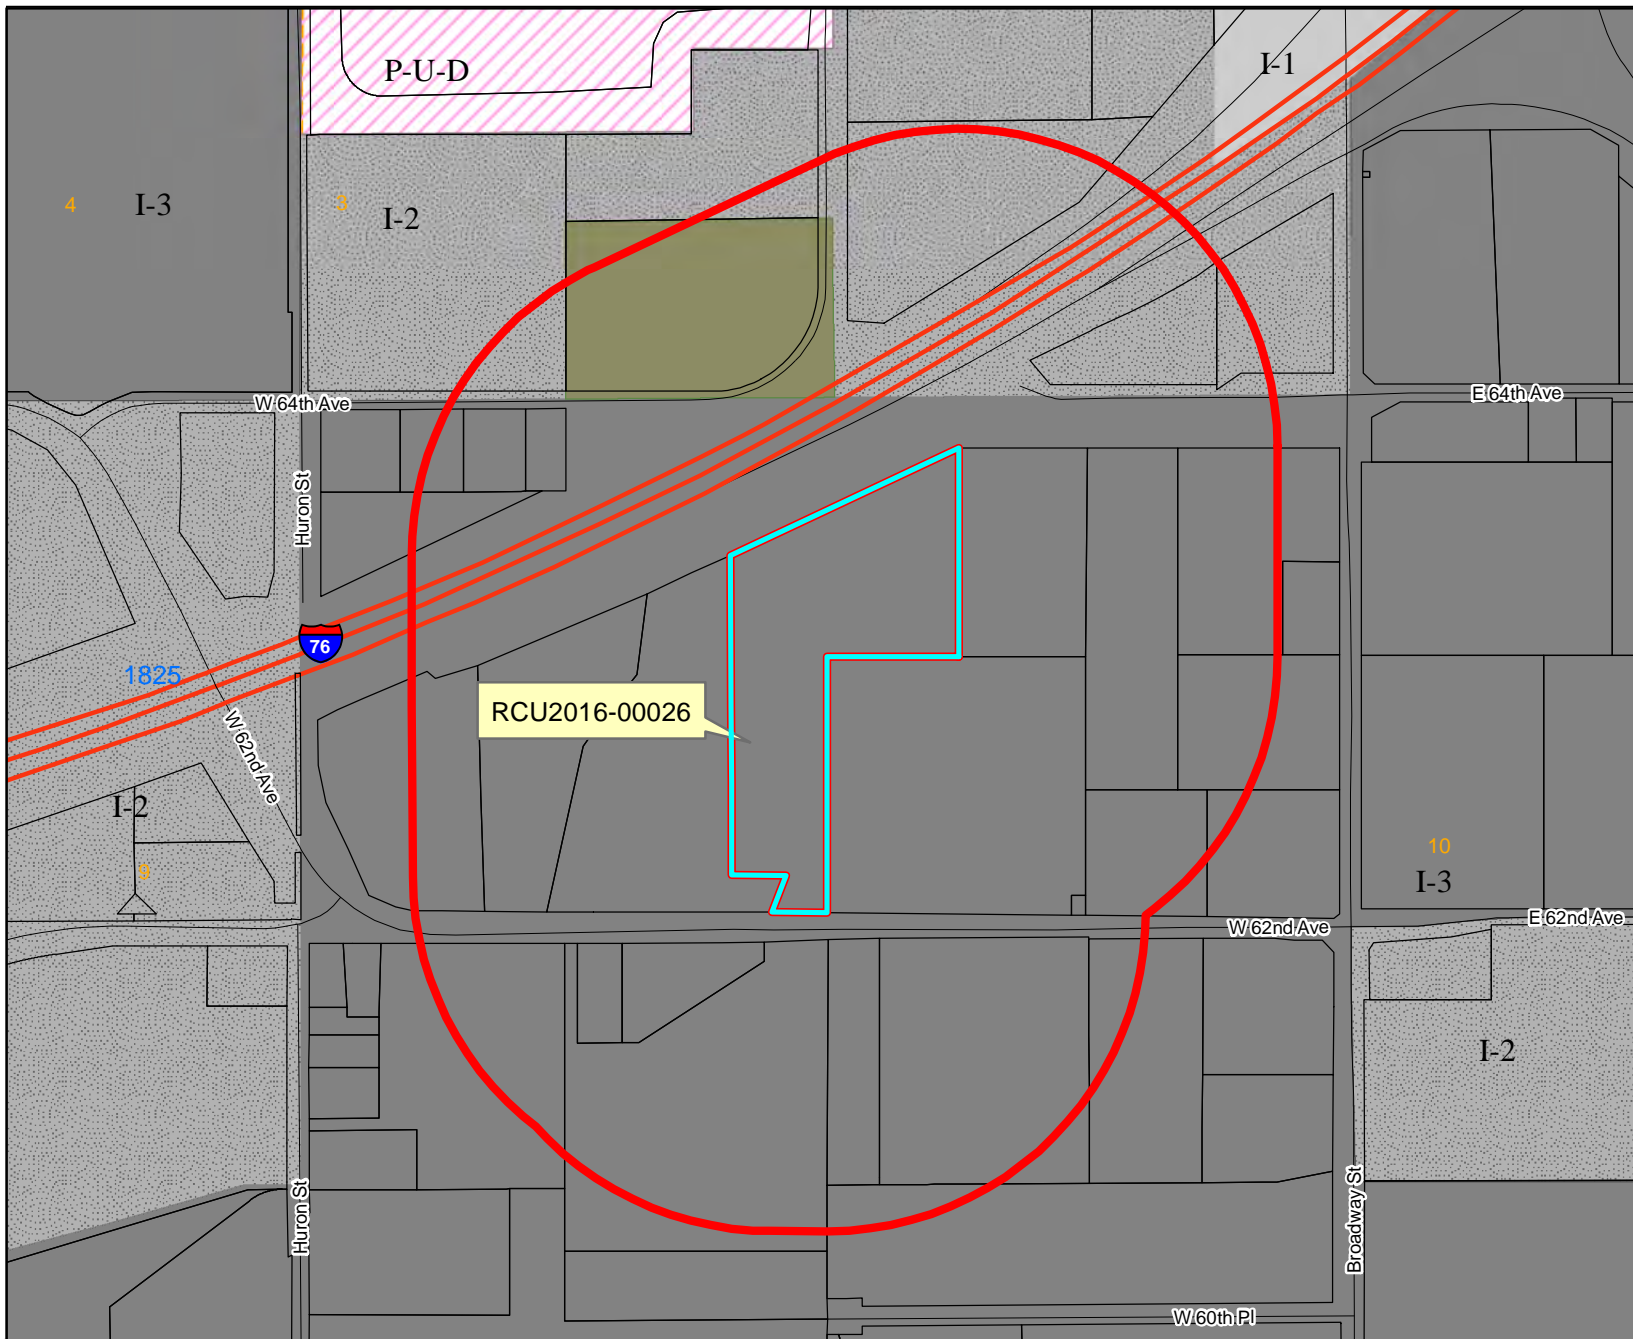 P-U-D
I-1
4
I-3
3
I-2
W 64th Ave
E 64th Ave
Huron St
76
1825
RCU2016-00026
W 62nd Ave
I-2
9
10
I-3
W 62nd Ave
E 62nd Ave
I-2
Huron St
Broadway St
W 60th Pl